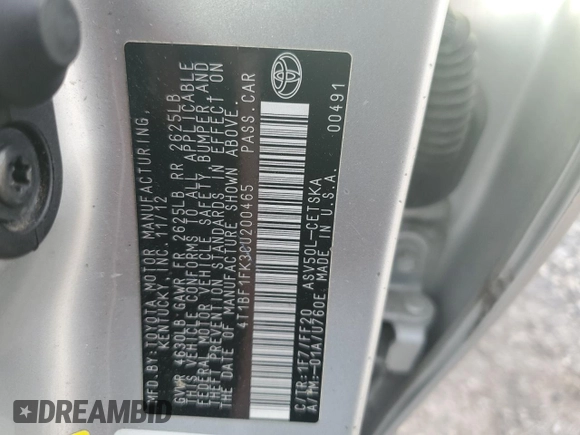 MFD.BY:TOYOTA MOTOR MANUFACTURING,
KENTUCKY, INC. 11/12
GVWR 4630LB:GAWR FR 2625LB RR 2625LB
THIS VEHICLE CONFORMS TO ALL APPLICABLE
FEDERAL MOTOR VEHICLE SAFETY, BUMPER AND
THEFT PREVENTION STANDARDS IN EFFECT ON
THE DATE OF MANUFACTURE SHOWN ABOVE.
4T1BF1FK3CU200465 PASS. CAR
C/TR:1F7/FF20 ASV50L-CETSKA
A/TM:-01A/U760E MADE IN U.S.A.
00491
DREAMBID